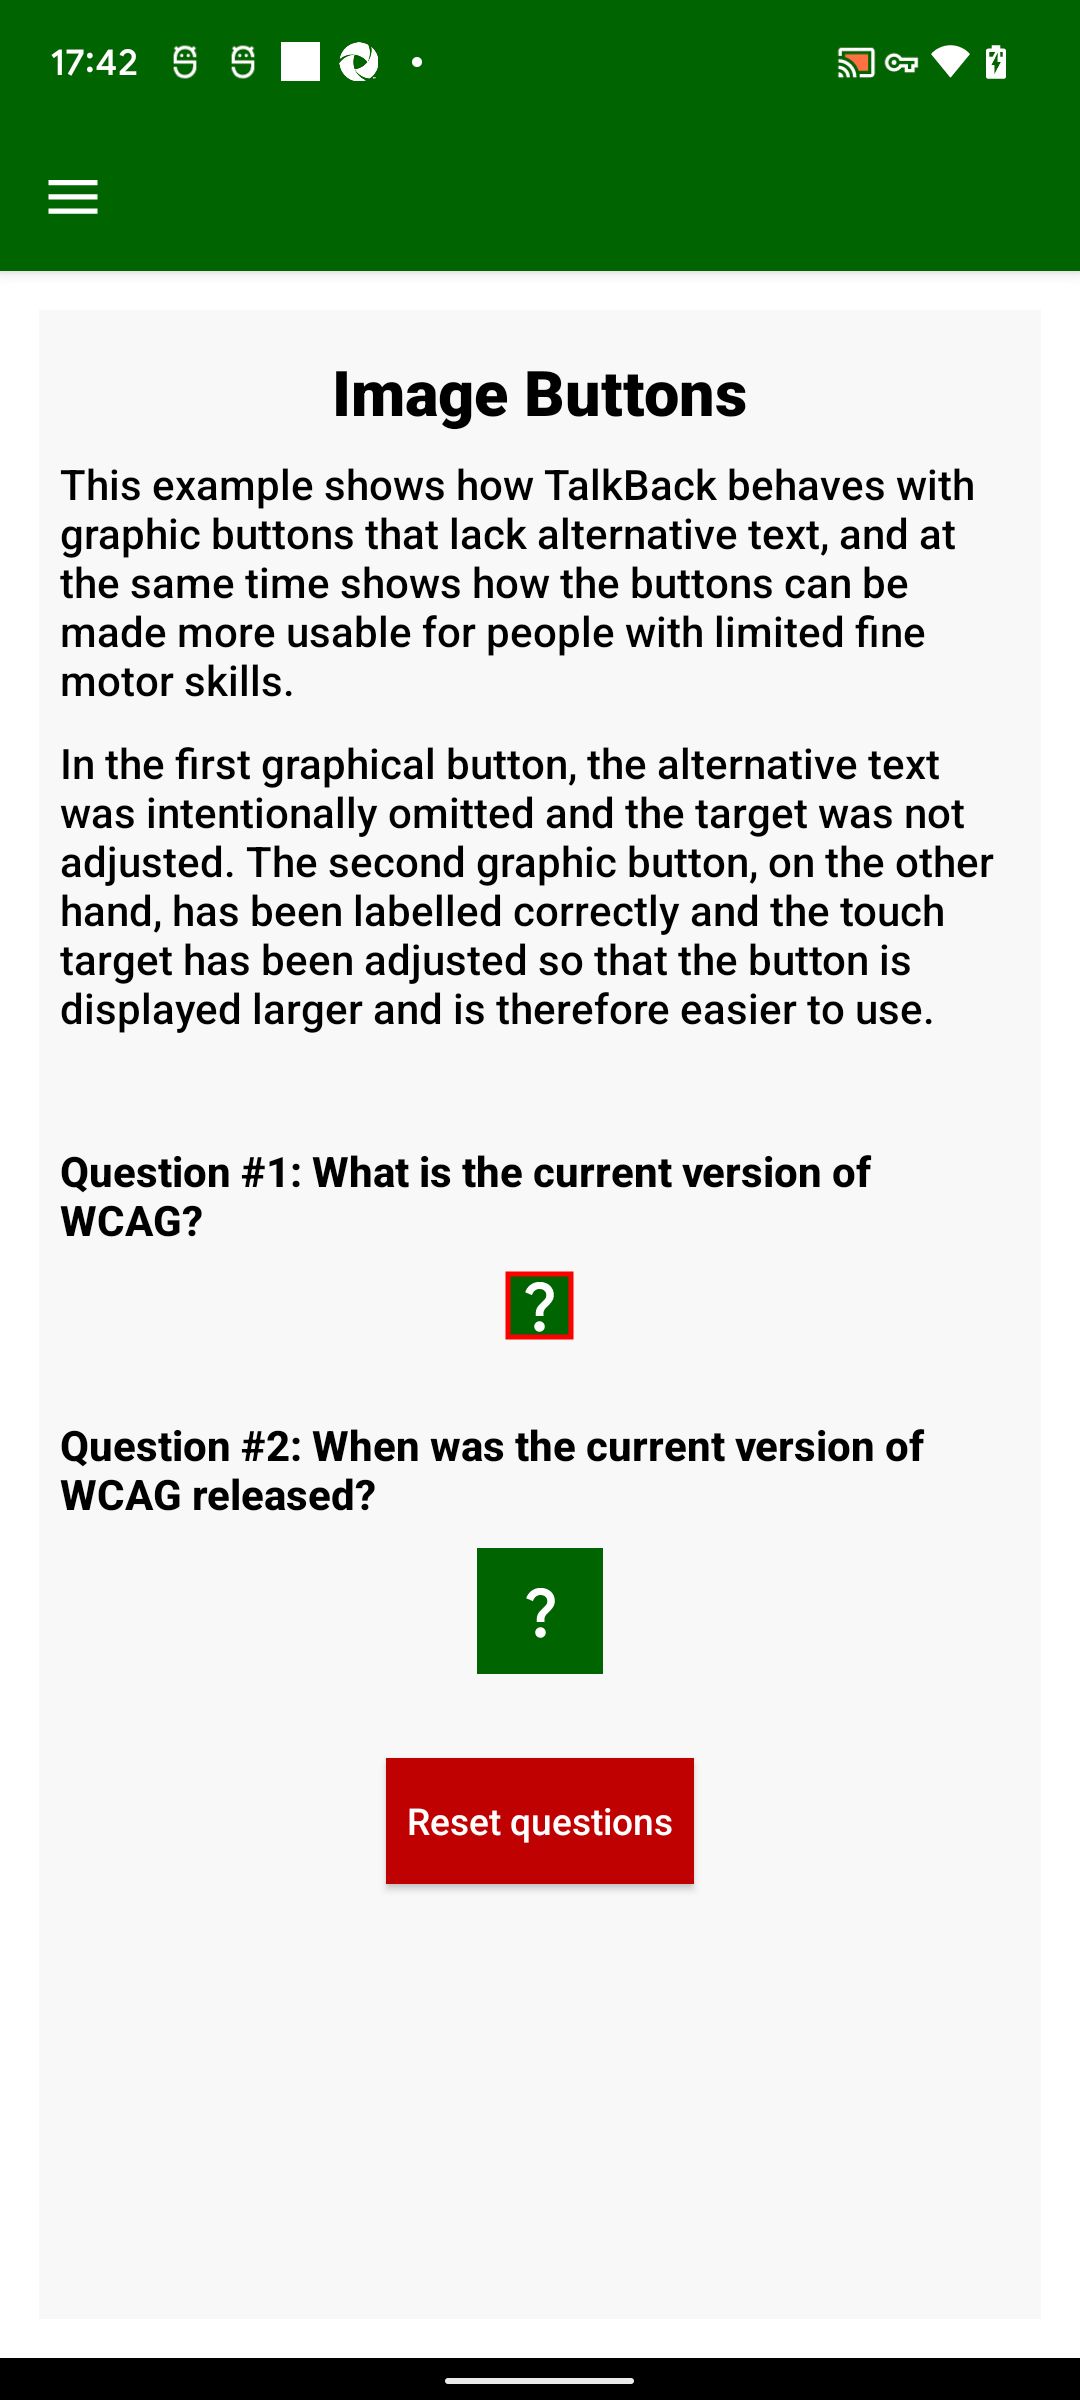 17:42
Image Buttons
This example shows how TalkBack behaves with
graphic buttons that lack alternative text, and at
the same time shows how the buttons can be
made more usable for people with limited fine
motor skills.
In the first graphical button, the alternative text
was intentionally omitted and the target was not
adjusted. The second graphic button, on the other
hand, has been labelled correctly and the touch
target has been adjusted so that the button is
displayed larger and is therefore easier to use.
Question #1: What is the current version of
WCAG?
?
Question #2: When was the current version of
WCAG released?
?
Reset questions